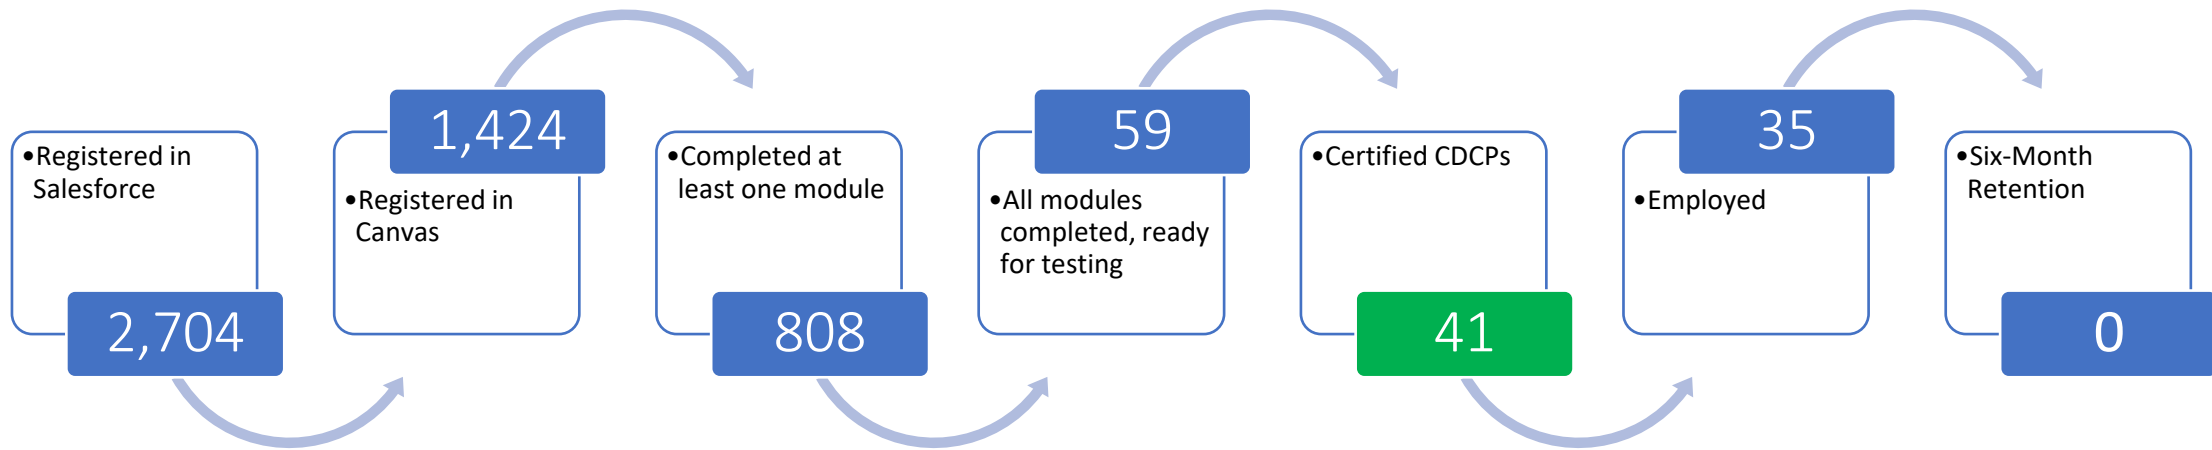 •Registered in
Salesforce
2,704
1,424
•Registered in
Canvas
•Completed at
least one module
808
59
•All modules
completed, ready
for testing
•Certified CDCPs
41
35
•Employed
•Six-Month
Retention
0